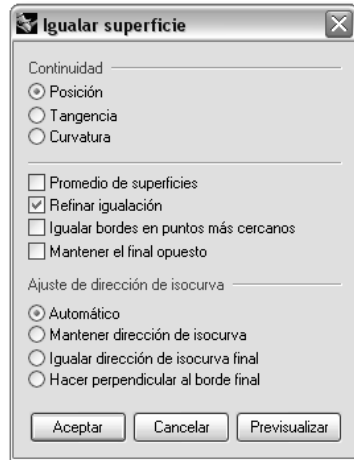 Igualar superficie
Continuidad
Posición
Tangencia
Curvatura
Promedio de superficies
Refinar igualación
Igualar bordes en puntos más cercanos
Mantener el final opuesto
Ajuste de dirección de isocurva
Automático
Mantener dirección de isocurva
Igualar dirección de isocurva final
Hacer perpendicular al borde final
Aceptar Cancelar Previsualizar